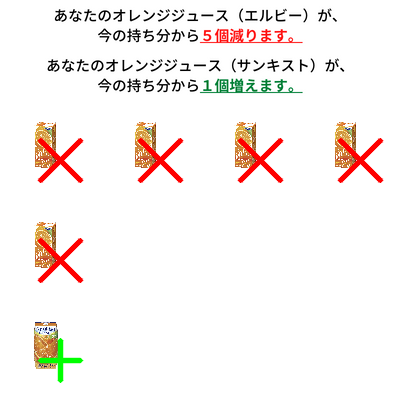 あなたのオレンジジュース（エルビー）が、
今の持ち分から５個減ります。
あなたのオレンジジュース（サンキスト）が、
今の持ち分から１個増えます。